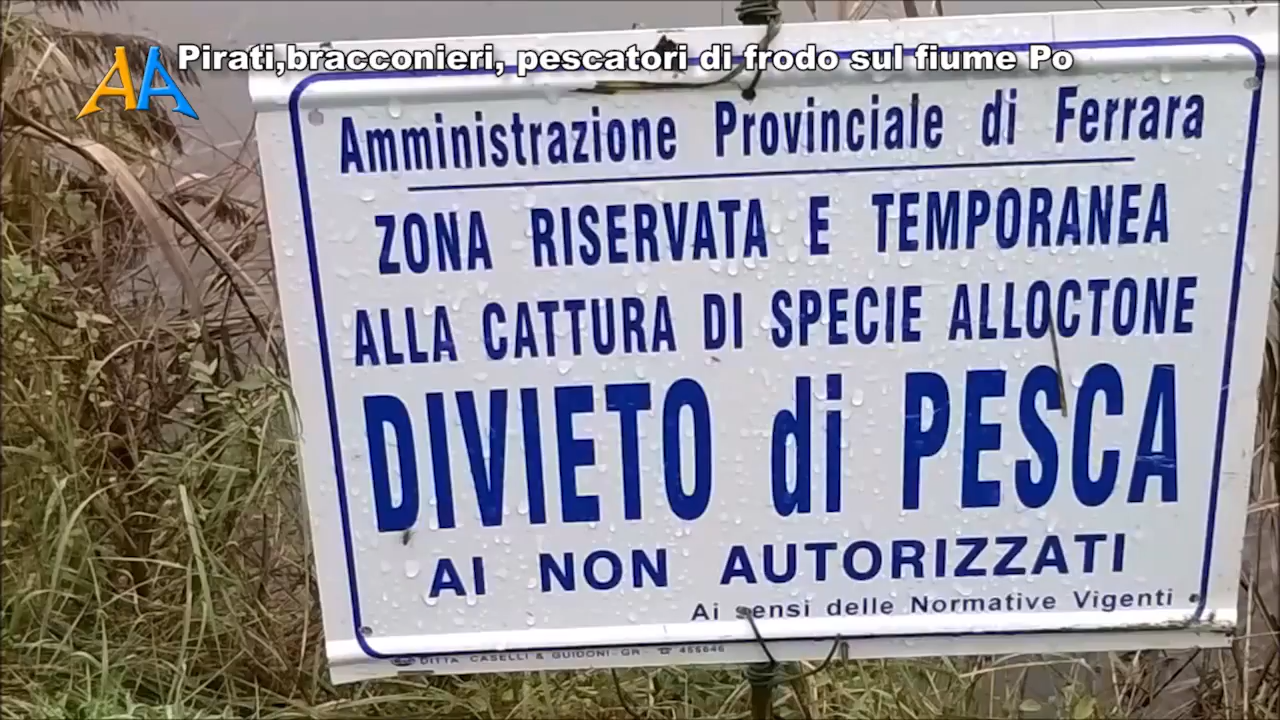 AA
Pirati,bracconieri, pescatori di frodo sul fiume Po
Amministrazione Provinciale di Ferrara
ZONA RISERVATA E TEMPORANEA
ALLA CATTURA DI SPECIE ALLOCTONE
DIVIETO di PESCA
AI NON AUTORIZZATI
Ai sensi delle Normative Vigenti
DITTA CASELLI & GUIDONI - GR - ☎ 455646